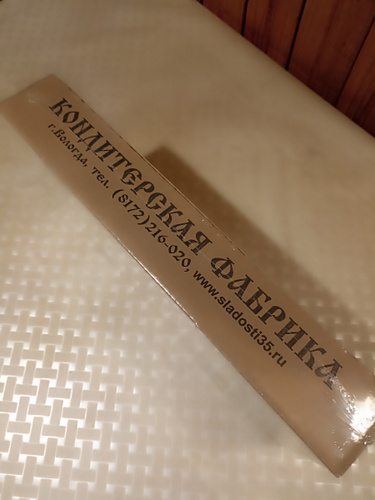 КОНДИТЕРСКАЯ ФАБРИКА
г.Вологда, тел. (8172)216-020, www.sladosti35.ru